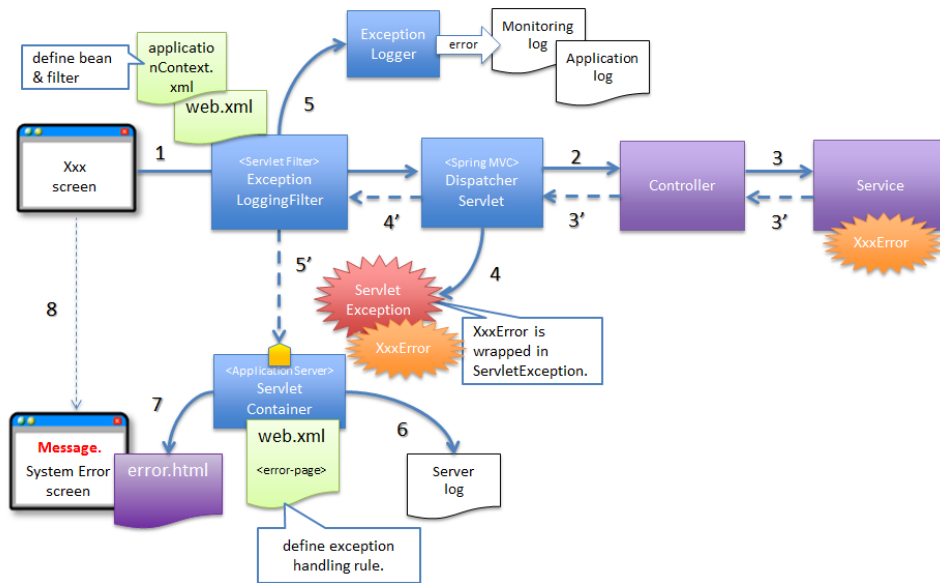 define bean
& filter
applicatio
nContext.
xml
web.xml
Exception
Logger
error
Monitoring
log
Application
log
5
Xxx
screen
1
<Servlet Filter>
Exception
LoggingFilter
4’
<Spring MVC>
Dispatcher
Servlet
2
3’
Controller
3
3’
Service
XxxError
8
5’
4
Servlet
Exception
XxxError
XxxError is
wrapped in
ServletException.
<Application Server>
Servlet
Container
7
6
web.xml
<error-page>
Message.
System Error
screen
error.html
Server
log
define exception
handling rule.